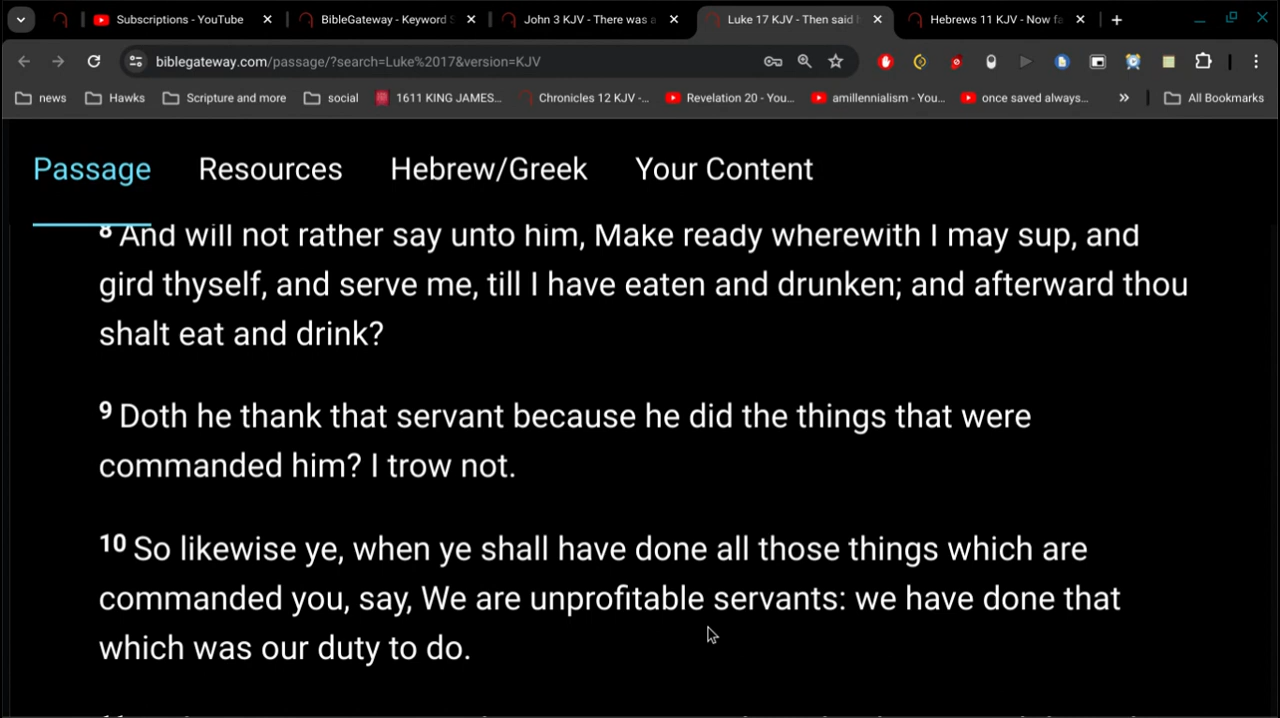 Subscriptions - YouTube
BibleGateway - Keyword S
John 3 KJV - There was a
Luke 17 KJV - Then said
Hebrews 11 KJV - Now fa
biblegateway.com/passage/?search=Luke%2017&version=KJV
news
Hawks
Scripture and more
social
1611 KING JAMES...
Chronicles 12 KJV -...
Revelation 20 - You...
amillennialism - You...
once saved always...
All Bookmarks
Passage
Resources
Hebrew/Greek
Your Content
8 And will not rather say unto him, Make ready wherewith I may sup, and
gird thyself, and serve me, till I have eaten and drunken; and afterward thou
shalt eat and drink?
9 Doth he thank that servant because he did the things that were
commanded him? I trow not.
10 So likewise ye, when ye shall have done all those things which are
commanded you, say, We are unprofitable servants: we have done that
which was our duty to do.